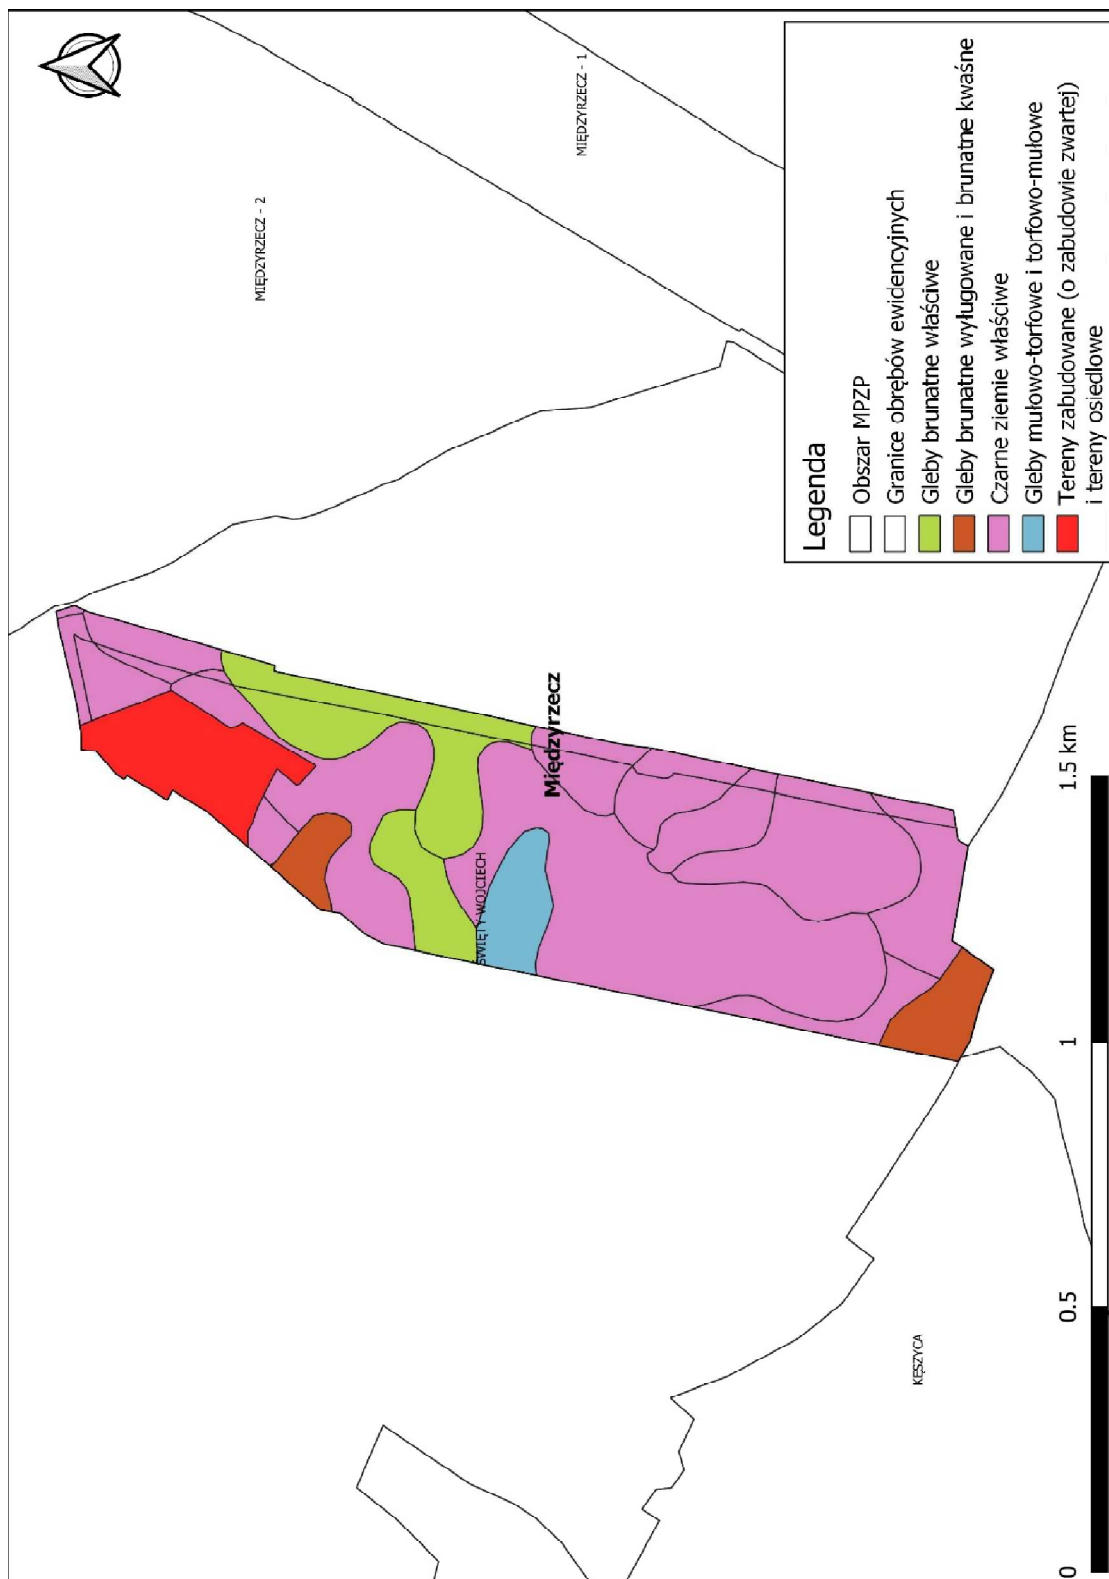 MIĘDZYRZECZ - 2
MIĘDZYRZECZ - 1
Międzyrzecz
ŚWIĘTY WOJCIECH
KĘSZYCA
Legenda
Obszar MPZP
Granice obrębów ewidencyjnych
Gleby brunatne właściwe
Gleby brunatne wyługowane i brunatne kwaśne
Czarne ziemie właściwe
Gleby mułowo-torfowe i torfowo-mułowe
Tereny zabudowane (o zabudowie zwartej)
i tereny osiedlowe
0 0.5 1 1.5 km